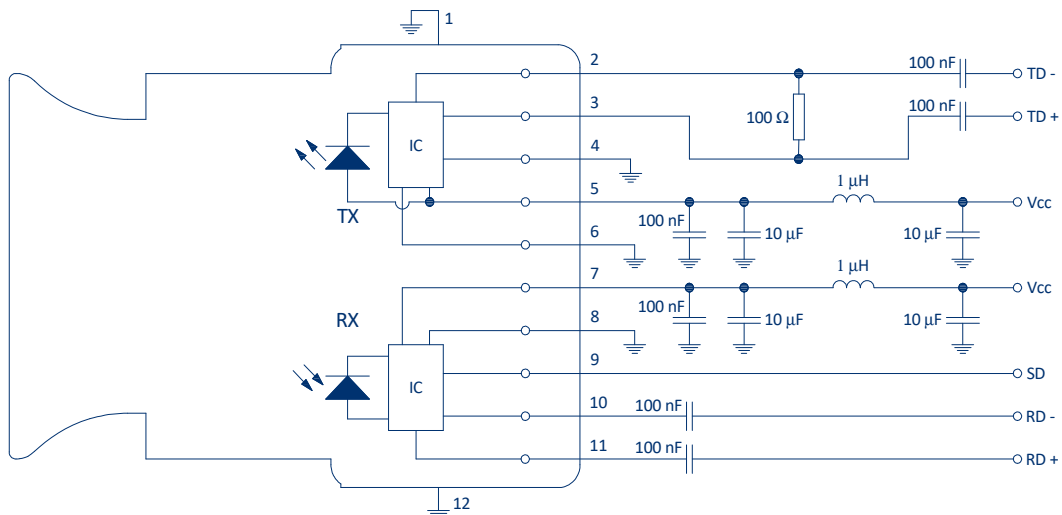 1
2
100 nF
TD -
3
100 nF
TD +
100 Ω
IC
4
TX
5
1 µH
Vcc
100 nF
10 µF
10 µF
6
7
1 µH
Vcc
RX
8
100 nF
10 µF
10 µF
IC
9
SD
10
100 nF
RD -
11
100 nF
RD +
12